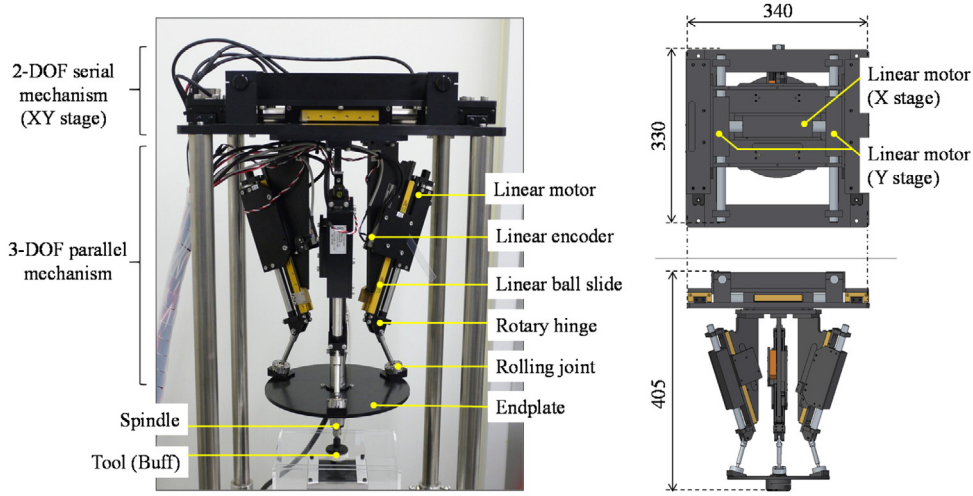 2-DOF serial
mechanism
(XY stage)
3-DOF parallel
mechanism
Linear motor
Linear encoder
Linear ball slide
Rotary hinge
Rolling joint
Endplate
Spindle
Tool (Buff)
340
330
Linear motor
(X stage)
Linear motor
(Y stage)
405